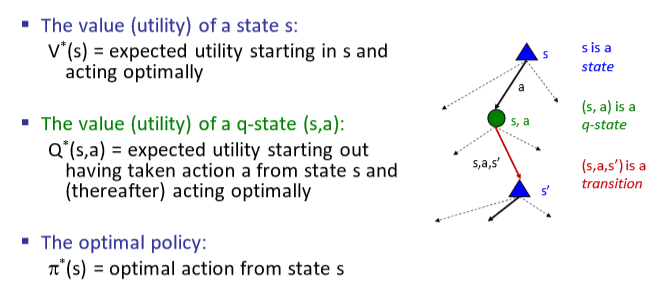 The value (utility) of a state s:
V*(s) = expected utility starting in s and
acting optimally
The value (utility) of a q-state (s,a):
Q*(s,a) = expected utility starting out
having taken action a from state s and
(thereafter) acting optimally
The optimal policy:
π*(s) = optimal action from state s
s
a
s, a
s,a,s’
s’
s is a
state
(s, a) is a
q-state
(s,a,s’) is a
transition